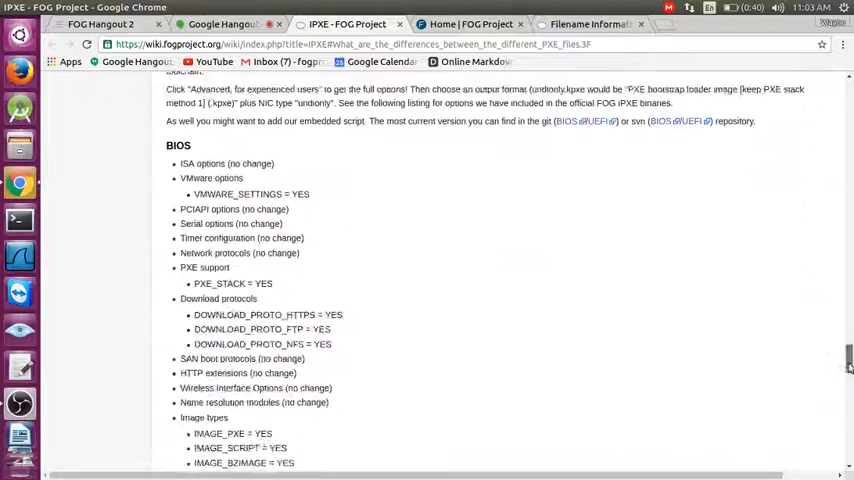 IPXE - FOG Project - Google Chrome
M
En
(0:40)
11:03 AM
FOG Hangout 2
Google Hangou
IPXE - FOG Project
Home | FOG Project
Filename Informat
Wayne
https://wiki.fogproject.org/wiki/index.php?title=IPXE#What_are_the_differences_between_the_different_PXE_files.3F
Apps
Google Hangout
YouTube
Inbox (7) - fogpr
Google Calendar
Online Markdow
toolchain.
Click "Advanced, for experienced users" to get the full options! Then choose an output format (undionly.kpxe would be "PXE bootstrap loader image [keep PXE stack
method 1] (.kpxe)" plus NIC type "undionly". See the following listing for options we have included in the official FOG iPXE binaries.
As well you might want to add our embedded script. The most current version you can find in the git (BIOS/UEFI) or svn (BIOS/UEFI) repository.
BIOS
ISA options (no change)
VMware options
VMWARE_SETTINGS = YES
PCIAPI options (no change)
Serial options (no change)
Timer configuration (no change)
Network protocols (no change)
PXE support
PXE_STACK = YES
Download protocols
DOWNLOAD_PROTO_HTTPS = YES
DOWNLOAD_PROTO_FTP = YES
DOWNLOAD_PROTO_NFS = YES
SAN boot protocols (no change)
HTTP extensions (no change)
Wireless Interface Options (no change)
Name resolution modules (no change)
Image types
IMAGE_PXE = YES
IMAGE_SCRIPT = YES
IMAGE_BZIMAGE = YES